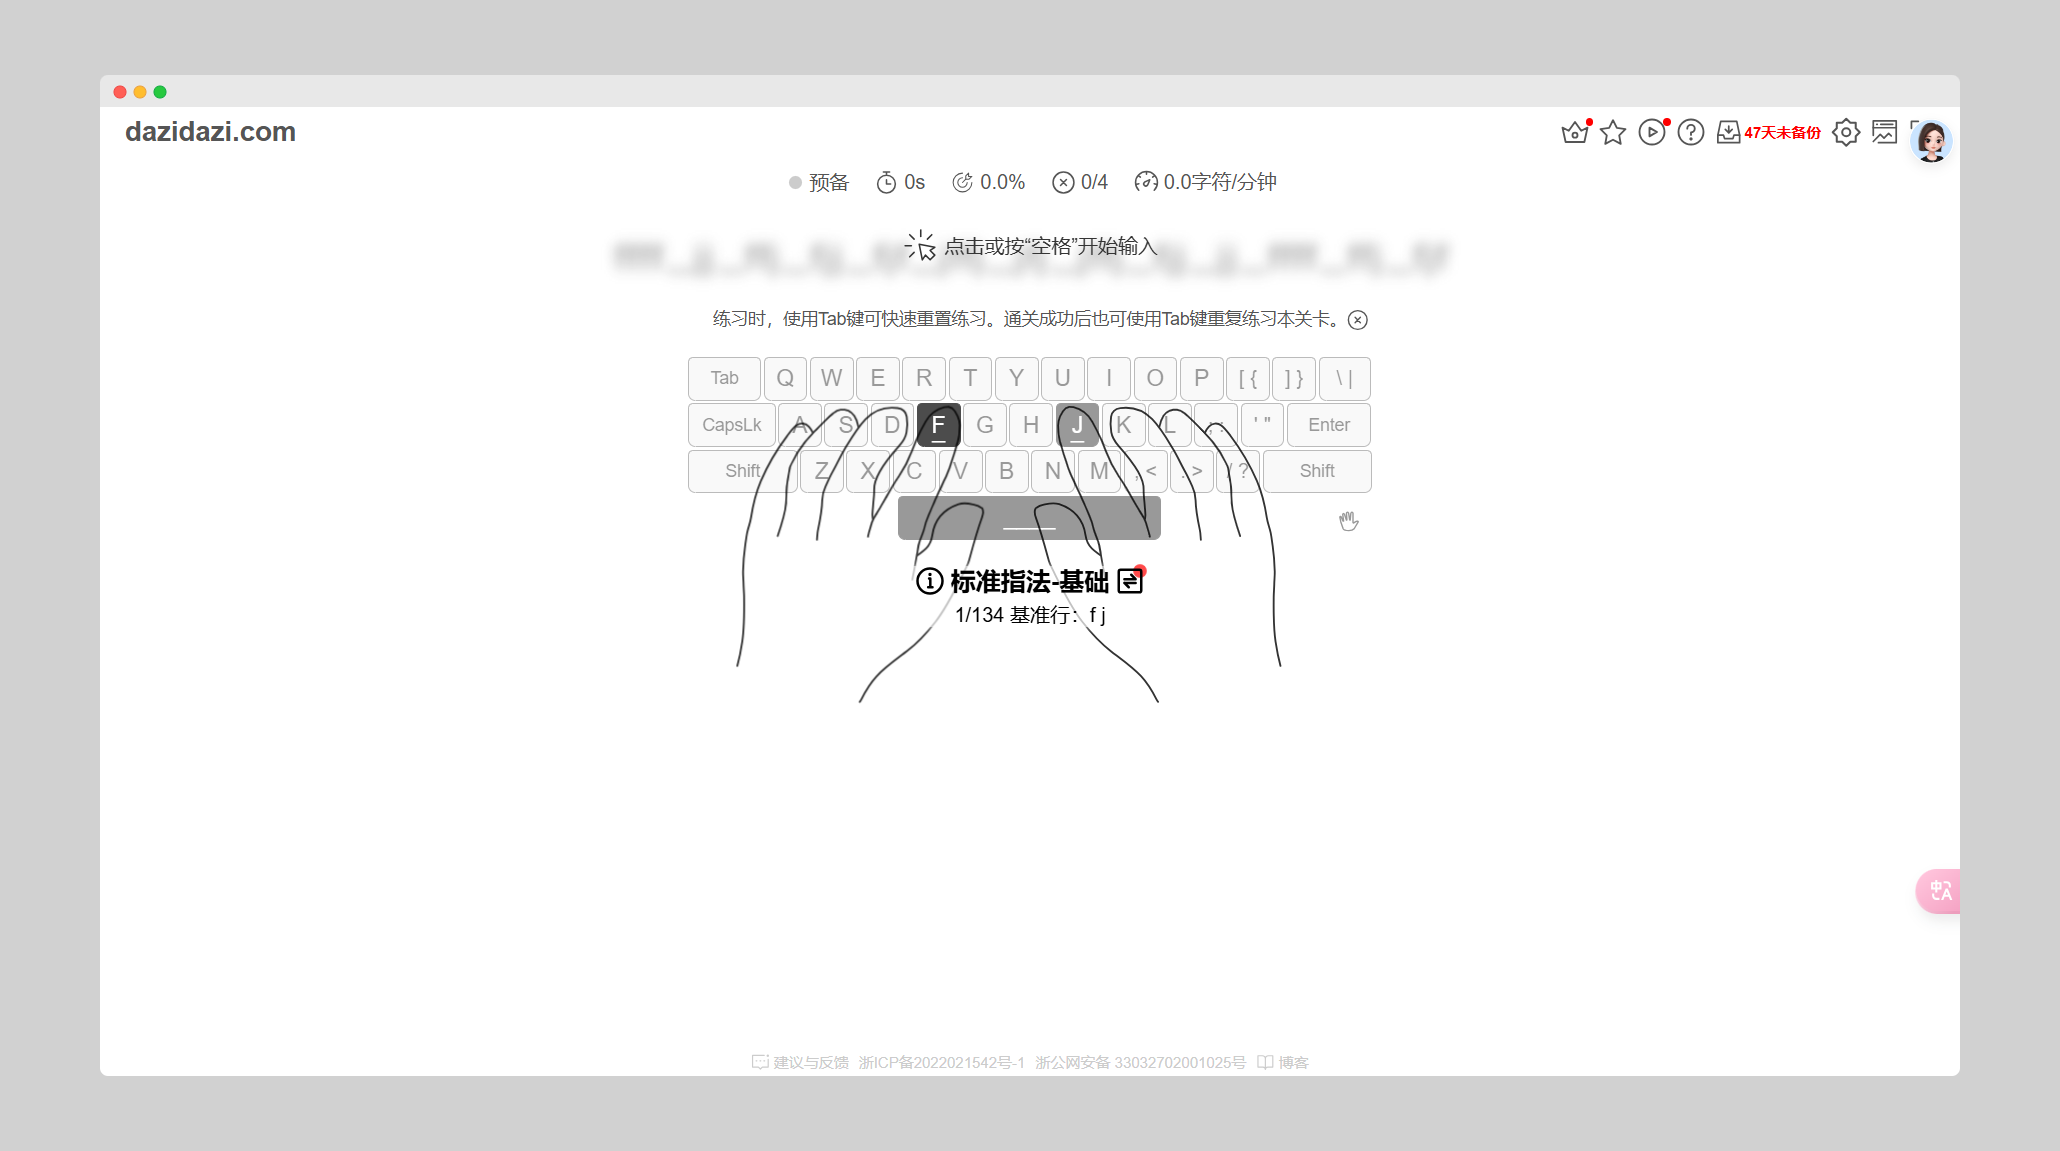 dazidazi.com
47天未备份
预备 0s 0.0% 0/4 0.0字符/分钟
点击或按“空格”开始输入
练习时，使用Tab键可快速重置练习。通关成功后也可使用Tab键重复练习本关卡。
Tab Q W E R T Y U I O P [ { ] } \ |
CapsLk A S D F G H J K L ; : ' " Enter
Shift Z X C V B N M , < . > / ? Shift
标准指法-基础
1/134 基准行：f j
中A
建议与反馈 浙ICP备2022021542号-1 浙公网安备 33032702001025号 博客